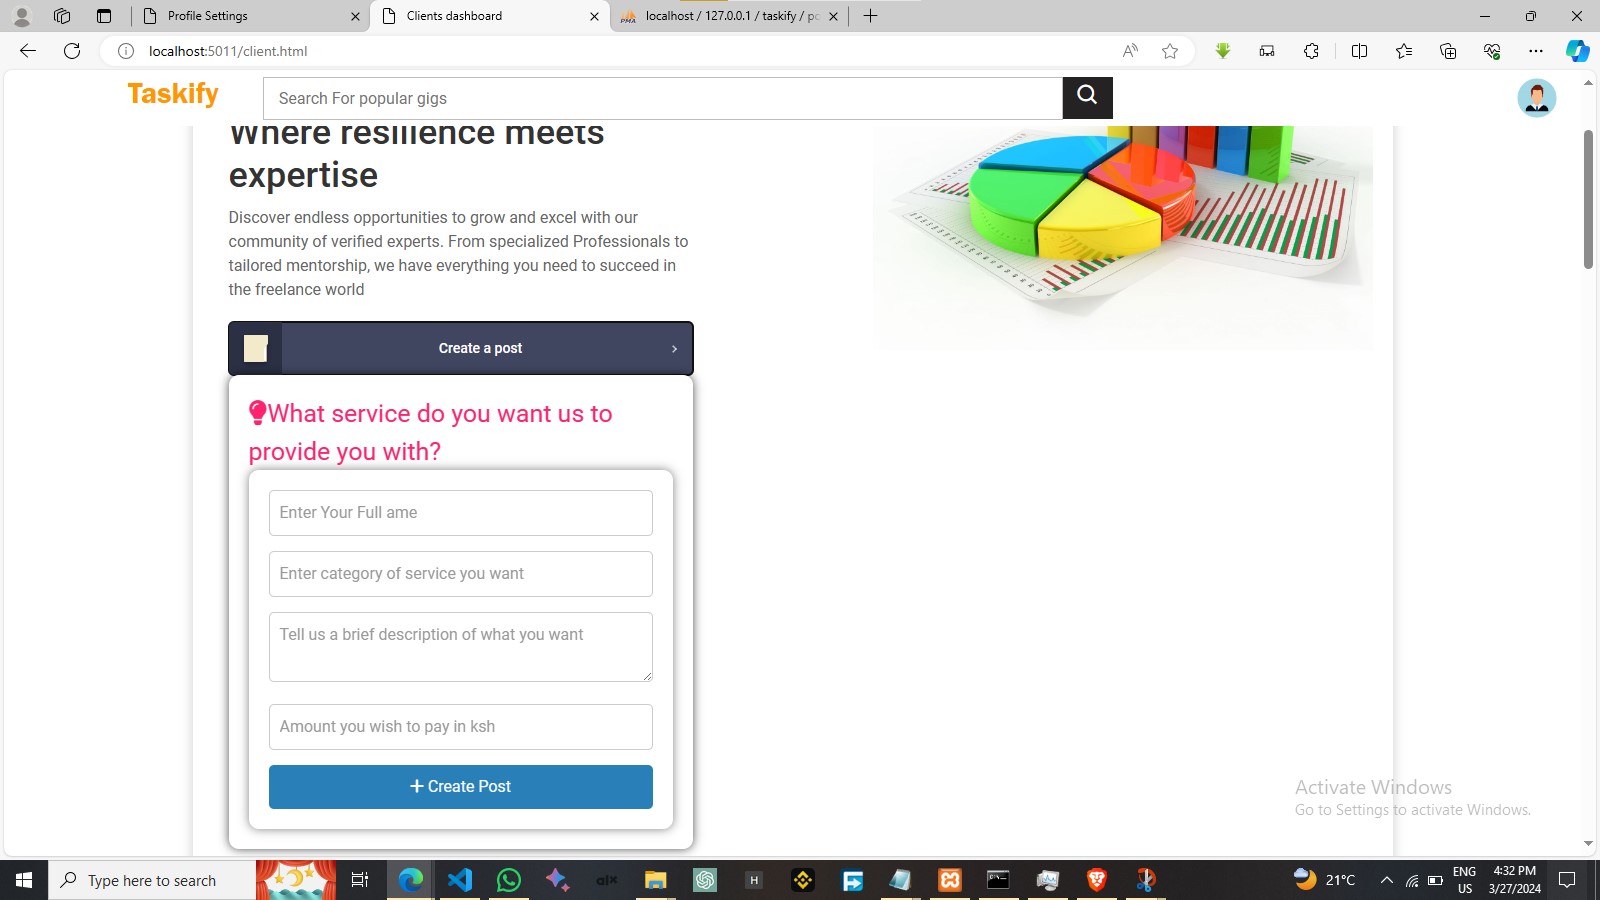 Profile Settings
Clients dashboard
PMA
localhost / 127.0.0.1 / taskify / pc
localhost:5011/client.html
Taskify
Search For popular gigs
Where resilience meets
expertise
Discover endless opportunities to grow and excel with our
community of verified experts. From specialized Professionals to
tailored mentorship, we have everything you need to succeed in
the freelance world
Create a post
What service do you want us to
provide you with?
Enter Your Full ame
Enter category of service you want
Tell us a brief description of what you want
Amount you wish to pay in ksh
Create Post
Activate Windows
Go to Settings to activate Windows.
Type here to search
alx
H
21°C
ENG
US
4:32 PM
3/27/2024